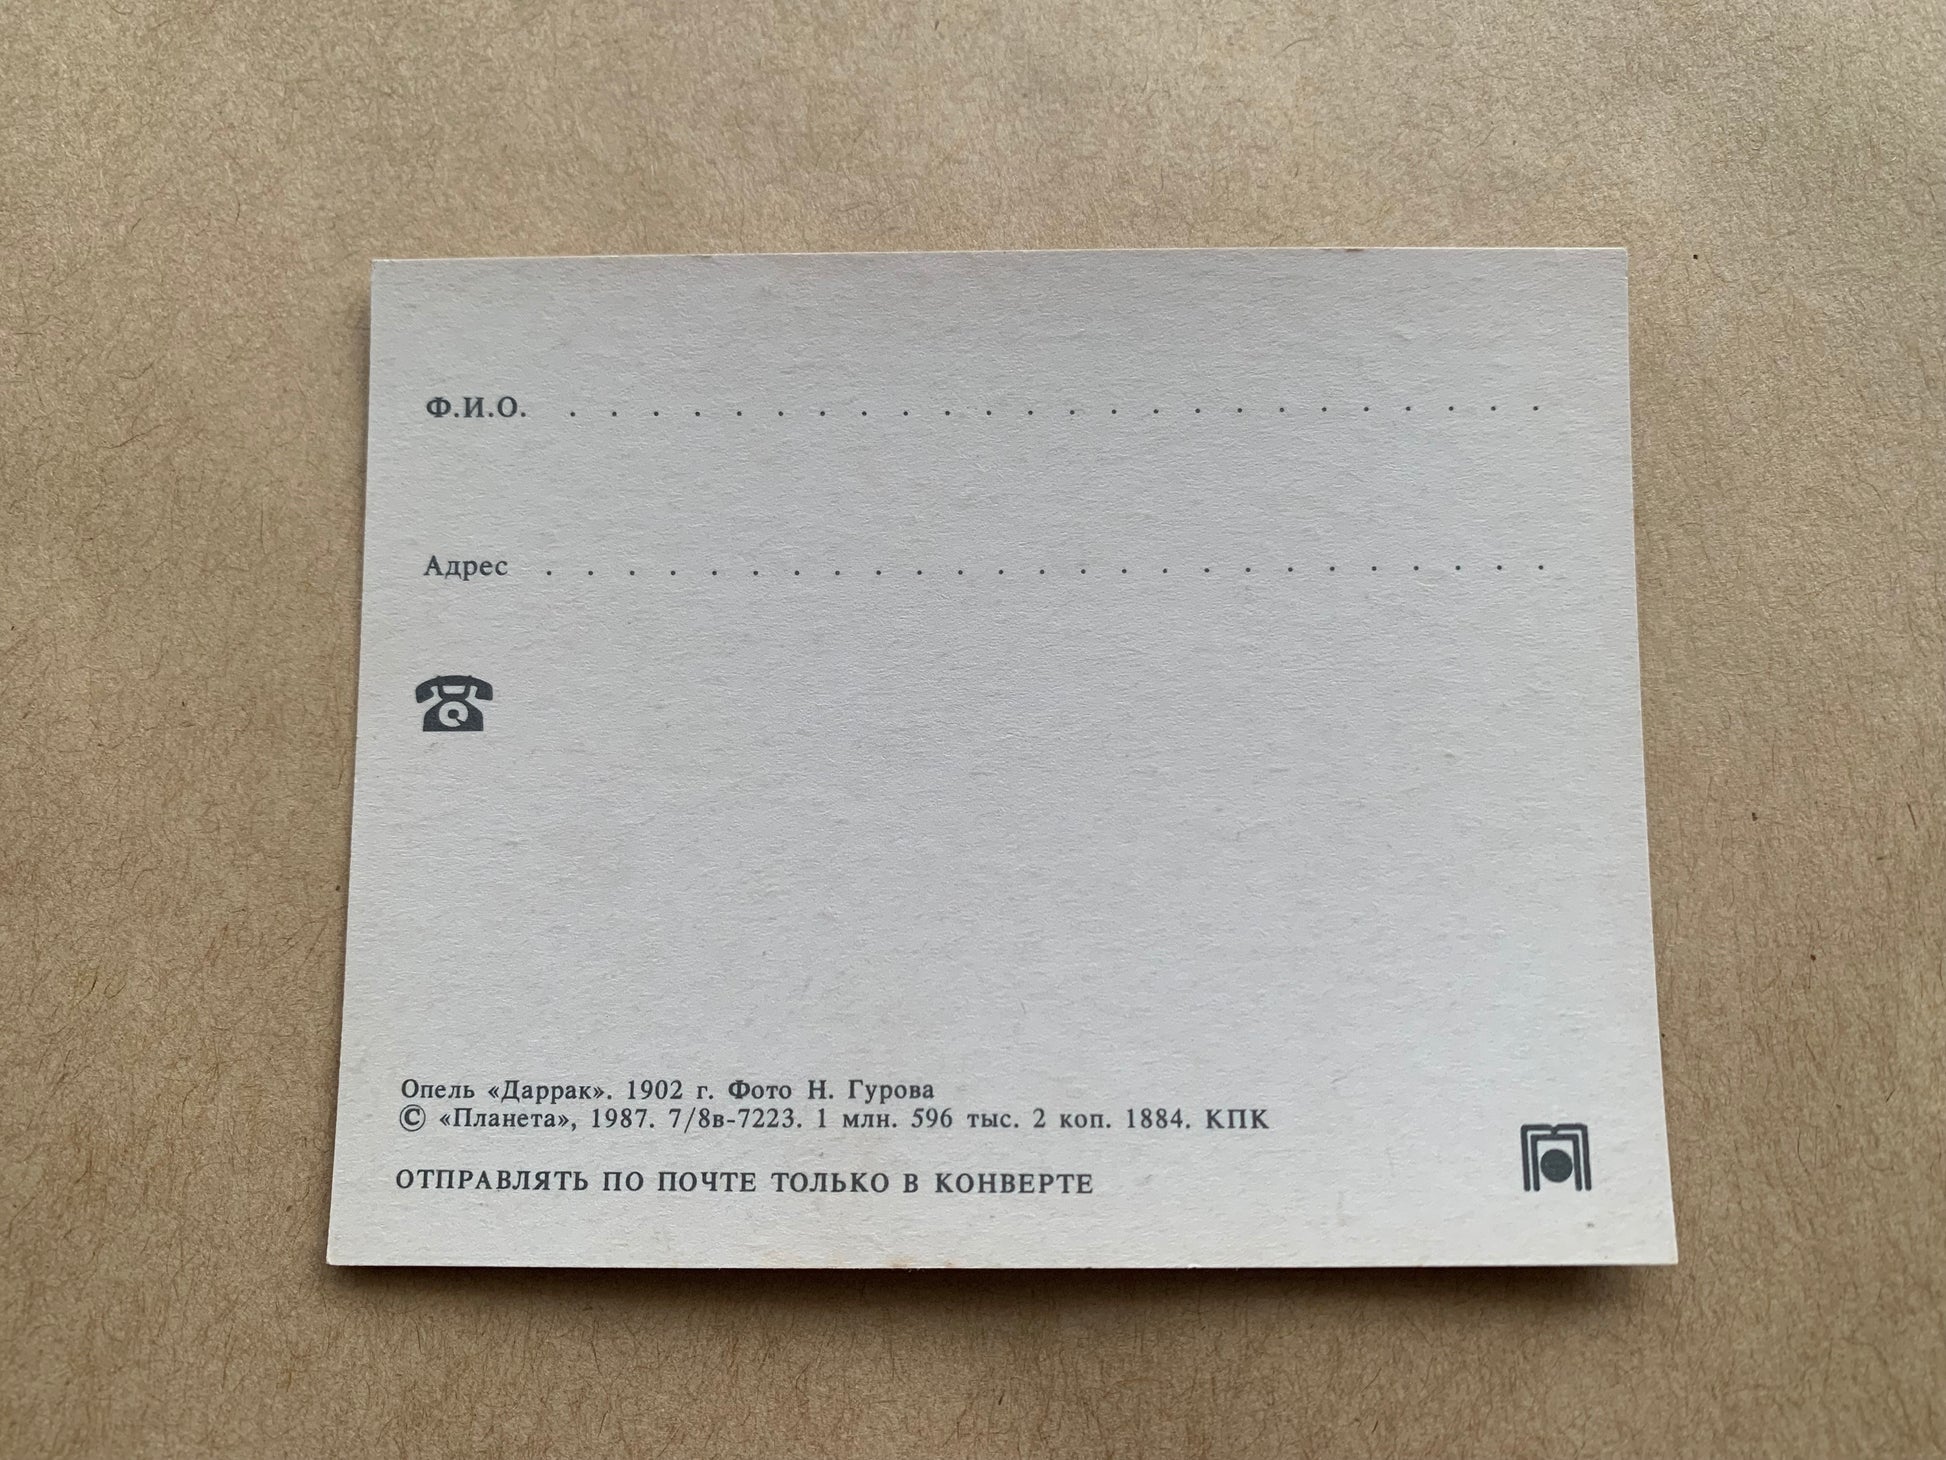 Ф.И.О. . . . . . . . . . . . . . . . . . . . . . . . .
Адрес . . . . . . . . . . . . . . . . . . . . . . . . .
Опель «Даррак». 1902 г. Фото Н. Гурова
© «Планета», 1987. 7/8в-7223. 1 млн. 596 тыс. 2 коп. 1884. КПК
ОТПРАВЛЯТЬ ПО ПОЧТЕ ТОЛЬКО В КОНВЕРТЕ